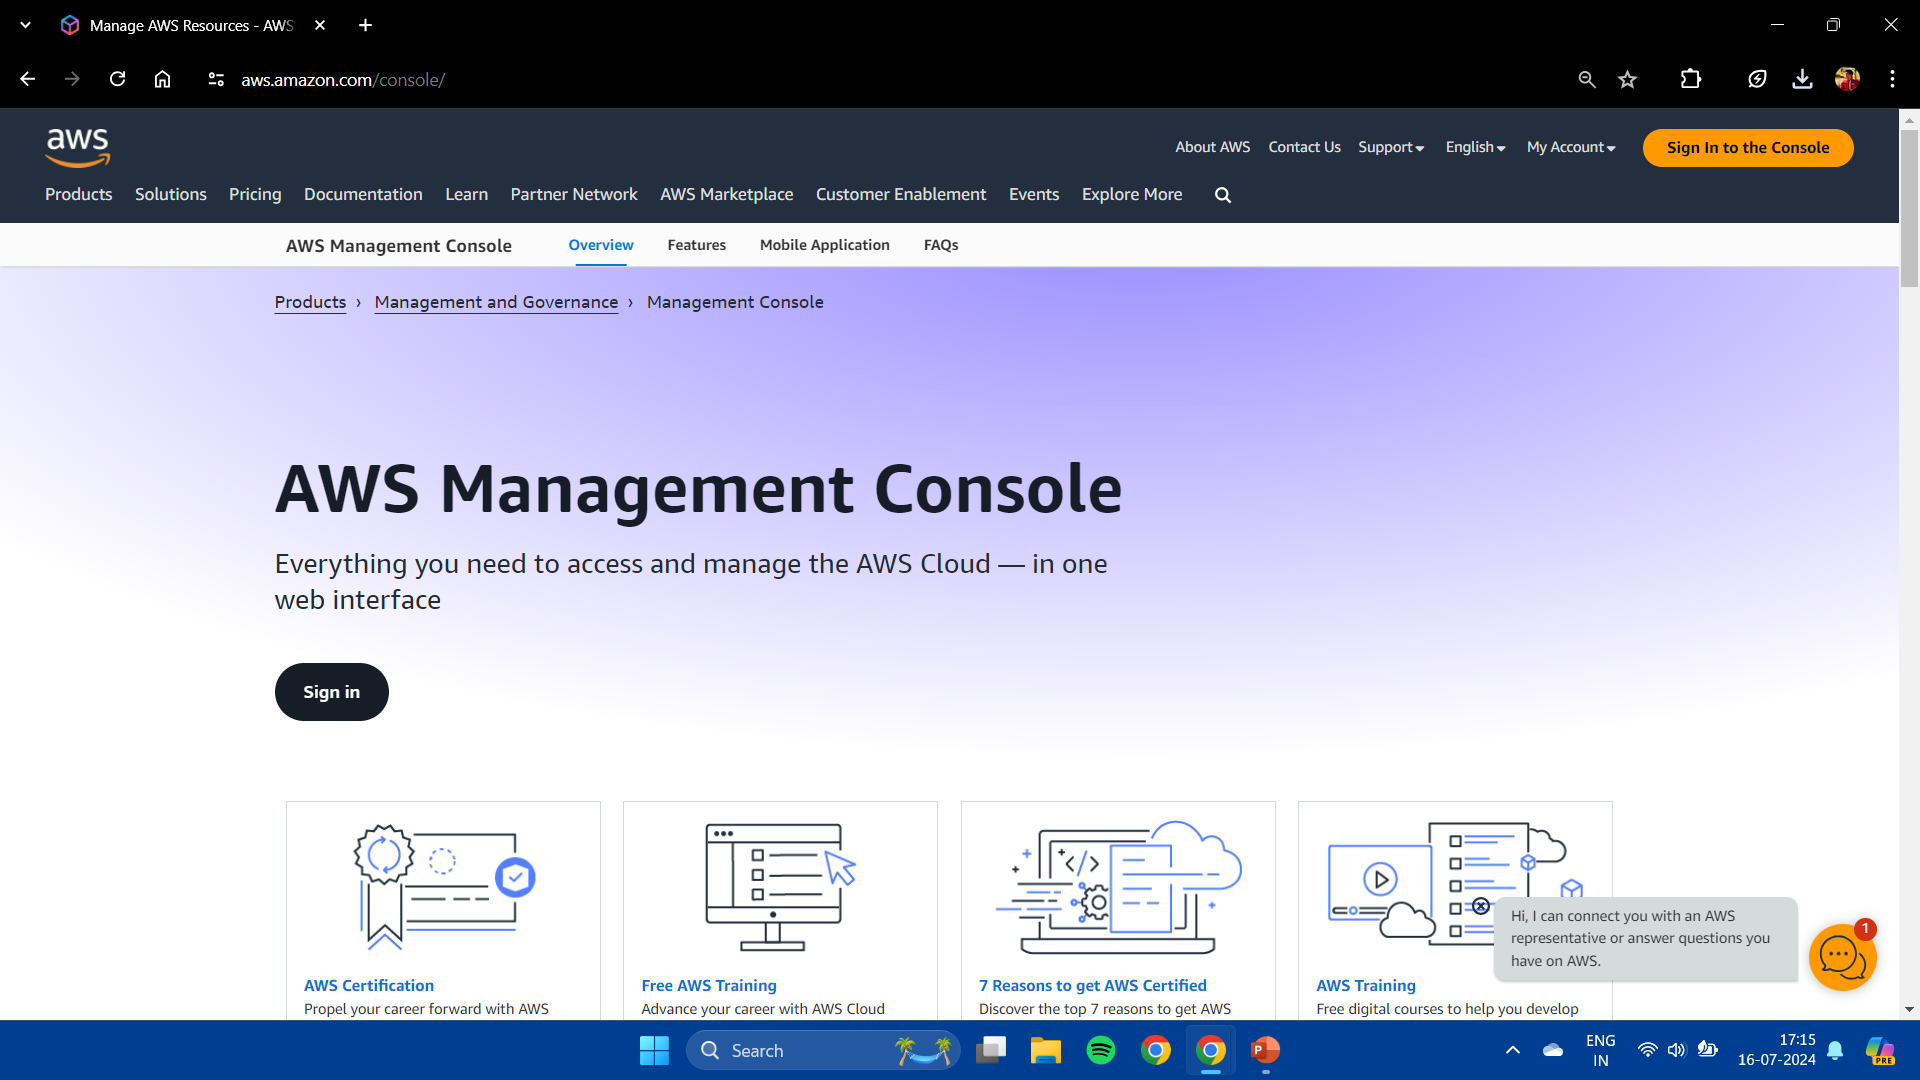 Manage AWS Resources - AWS
aws.amazon.com/console/
aws
About AWS Contact Us Support English My Account Sign In to the Console
Products Solutions Pricing Documentation Learn Partner Network AWS Marketplace Customer Enablement Events Explore More
AWS Management Console Overview Features Mobile Application FAQs
Products › Management and Governance › Management Console
AWS Management Console
Everything you need to access and manage the AWS Cloud — in one
web interface
Sign in
AWS Certification
Propel your career forward with AWS
Free AWS Training
Advance your career with AWS Cloud
7 Reasons to get AWS Certified
Discover the top 7 reasons to get AWS
AWS Training
Free digital courses to help you develop
Hi, I can connect you with an AWS
representative or answer questions you
have on AWS.
1
Search
ENG
IN
17:15
16-07-2024
PRE